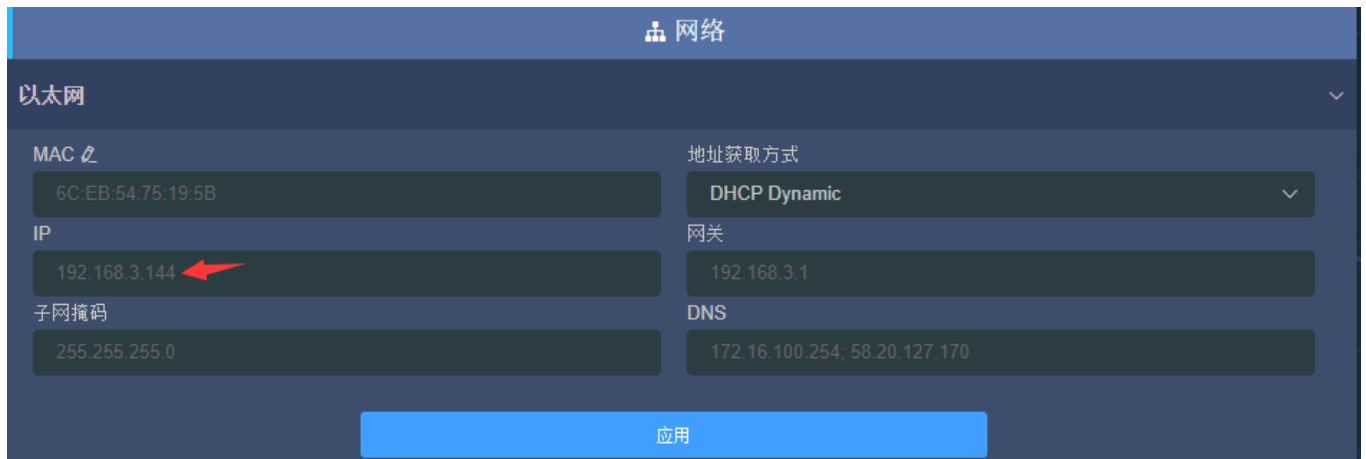 网络
以太网
MAC
地址获取方式
6C:EB:54:75:19:5B
DHCP Dynamic
IP
网关
192.168.3.144
192.168.3.1
子网掩码
DNS
255.255.255.0
172.16.100.254; 58.20.127.170
应用